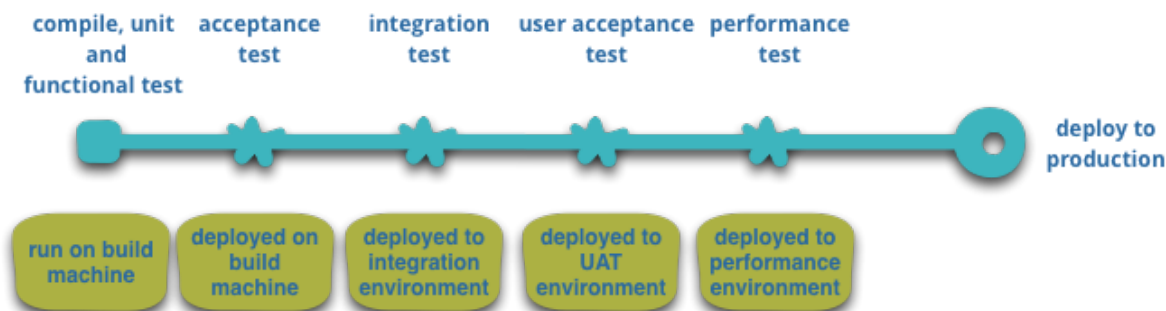 compile, unit
and
functional test
acceptance
test
integration
test
user acceptance
test
performance
test
deploy to
production
run on build
machine
deployed on
build
machine
deployed to
integration
environment
deployed to
UAT
environment
deployed to
performance
environment